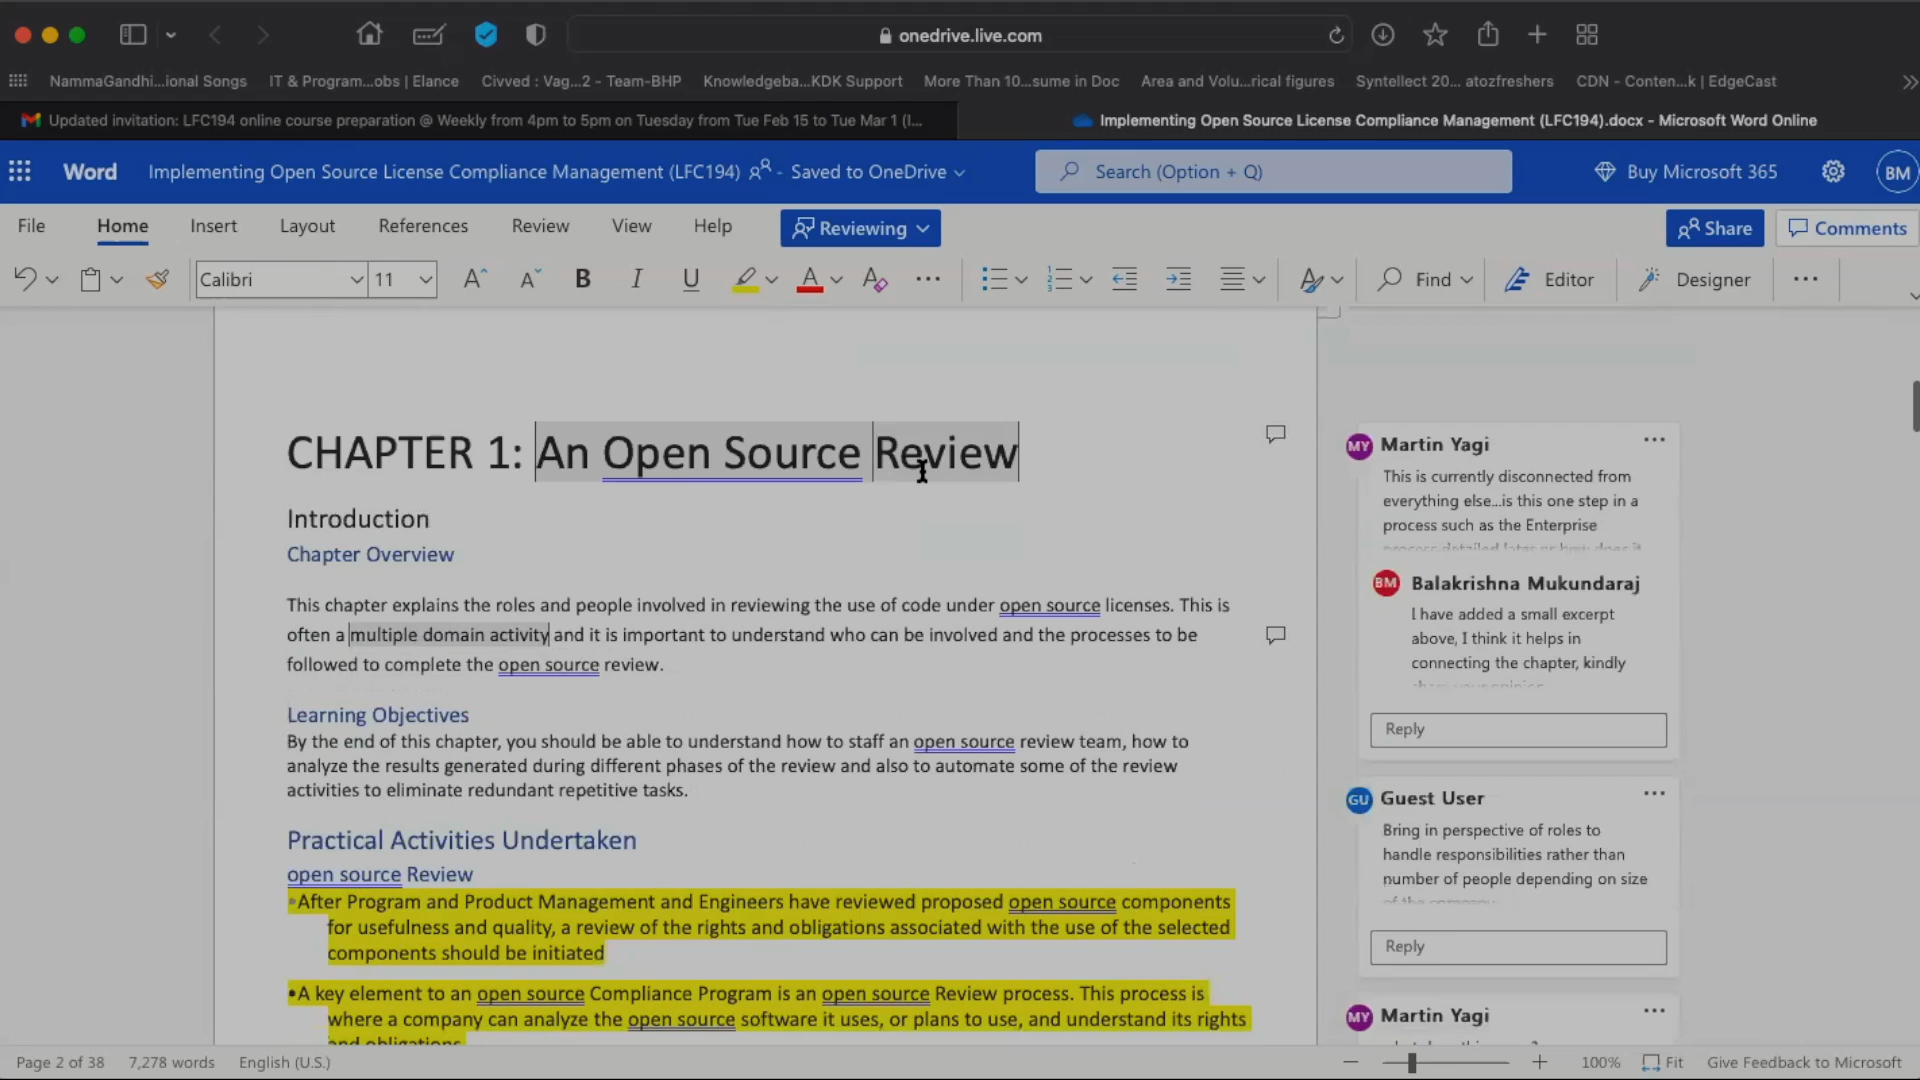 onedrive.live.com
NammaGandhi...ional Songs IT & Program...obs | Elance Civved : Vag...2 - Team-BHP Knowledgeba...KDK Support More Than 10...sume in Doc Area and Volu...rical figures Syntellect 20... atozfreshers CDN - Conten...k | EdgeCast
Updated invitation: LFC194 online course preparation @ Weekly from 4pm to 5pm on Tuesday from Tue Feb 15 to Tue Mar 1 (I...
Implementing Open Source License Compliance Management (LFC194).docx - Microsoft Word Online
Word Implementing Open Source License Compliance Management (LFC194) - Saved to OneDrive Search (Option + Q) Buy Microsoft 365 BM
File Home Insert Layout References Review View Help Reviewing Share Comments
Calibri 11 B I U A Find Editor Designer
CHAPTER 1: An Open Source Review
Introduction
Chapter Overview
This chapter explains the roles and people involved in reviewing the use of code under open source licenses. This is
often a multiple domain activity and it is important to understand who can be involved and the processes to be
followed to complete the open source review.
Learning Objectives
By the end of this chapter, you should be able to understand how to staff an open source review team, how to
analyze the results generated during different phases of the review and also to automate some of the review
activities to eliminate redundant repetitive tasks.
Practical Activities Undertaken
open source Review
•After Program and Product Management and Engineers have reviewed proposed open source components
for usefulness and quality, a review of the rights and obligations associated with the use of the selected
components should be initiated
•A key element to an open source Compliance Program is an open source Review process. This process is
where a company can analyze the open source software it uses, or plans to use, and understand its rights
and obligations.
MY Martin Yagi
This is currently disconnected from
everything else...is this one step in a
process such as the Enterprise
BM Balakrishna Mukundaraj
I have added a small excerpt
above, I think it helps in
connecting the chapter, kindly
Reply
GU Guest User
Bring in perspective of roles to
handle responsibilities rather than
number of people depending on size
of the company
Reply
MY Martin Yagi
Page 2 of 38 7,278 words English (U.S.) 100% Fit Give Feedback to Microsoft